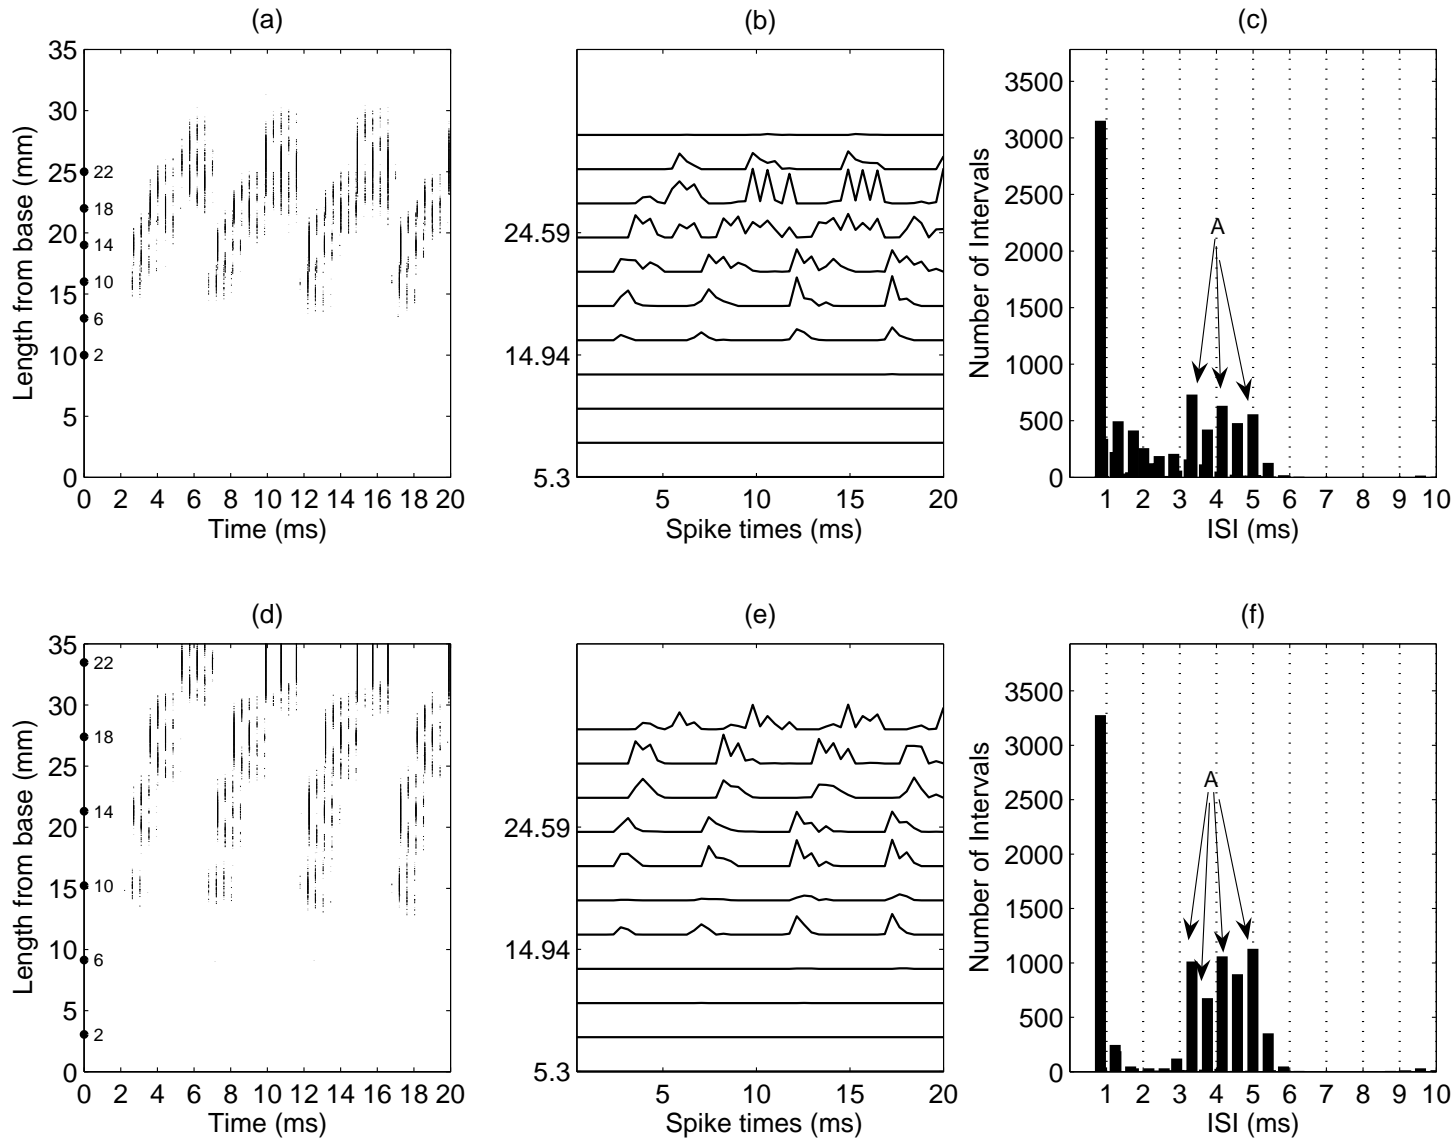 (a)
35
30
25
20
15
10
5
0
22
18
14
10
6
2
0 2 4 6 8 10 12 14 16 18 20
Length from base (mm)
Time (ms)
(b)
24.59
14.94
5.3
5 10 15 20
Spike times (ms)
(c)
3500
3000
2500
2000
1500
1000
500
0
A
1 2 3 4 5 6 7 8 9 10
Number of Intervals
ISI (ms)
(d)
35
30
25
20
15
10
5
0
22
18
14
10
6
2
0 2 4 6 8 10 12 14 16 18 20
Length from base (mm)
Time (ms)
(e)
24.59
14.94
5.3
5 10 15 20
Spike times (ms)
(f)
3500
3000
2500
2000
1500
1000
500
0
A
1 2 3 4 5 6 7 8 9 10
Number of Intervals
ISI (ms)